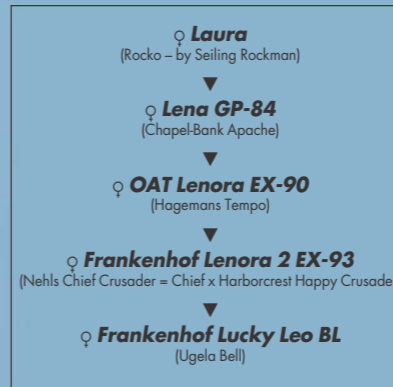 ♀ Laura
(Rocko – by Seiling Rockman)
▼
♀ Lena GP-84
(Chapel-Bank Apache)
▼
♀ OAT Lenora EX-90
(Hagemans Tempo)
▼
♀ Frankenhof Lenora 2 EX-93
(Nehls Chief Crusader = Chief x Harborcrest Happy Crusade
▼
♀ Frankenhof Lucky Leo BL
(Ugela Bell)